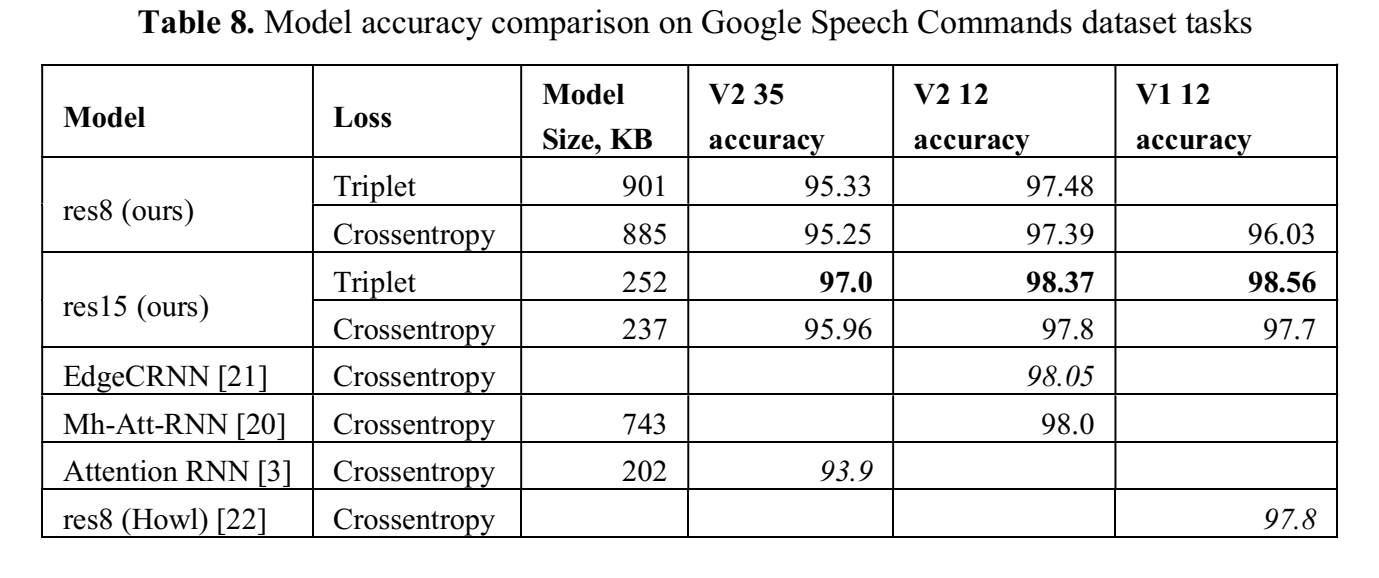 Table 8. Model accuracy comparison on Google Speech Commands dataset tasks
Model Loss Model Size, KB V2 35 accuracy V2 12 accuracy V1 12 accuracy
res8 (ours) Triplet 901 95.33 97.48
Crossentropy 885 95.25 97.39 96.03
res15 (ours) Triplet 252 97.0 98.37 98.56
Crossentropy 237 95.96 97.8 97.7
EdgeCRNN [21] Crossentropy 98.05
Mh-Att-RNN [20] Crossentropy 743 98.0
Attention RNN [3] Crossentropy 202 93.9
res8 (Howl) [22] Crossentropy 97.8